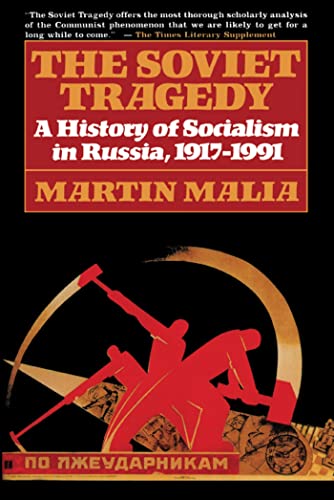 "The Soviet Tragedy offers the most thorough scholarly analysis
of the Communist phenomenon that we are likely to get for a
long while to come." — The Times Literary Supplement
THE SOVIET
TRAGEDY
A History of Socialism
in Russia, 1917-1991
MARTIN MALIA
ПО ЛЖЕУДАРНИКАМ